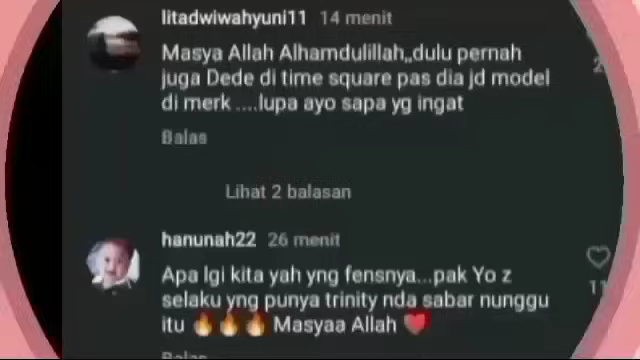 litadwiwahyuni11 14 menit
Masya Allah Alhamdulillah,,dulu pernah
juga Dede di time square pas dia jd model
di merk ....lupa ayo sapa yg ingat
Balas
Lihat 2 balasan
hanunah22 26 menit
Apa lgi kita yah yng fensnya...pak Yo z
selaku yng punya trinity nda sabar nunggu
itu 🔥🔥🔥 Masyaa Allah ❤️
11
Balas